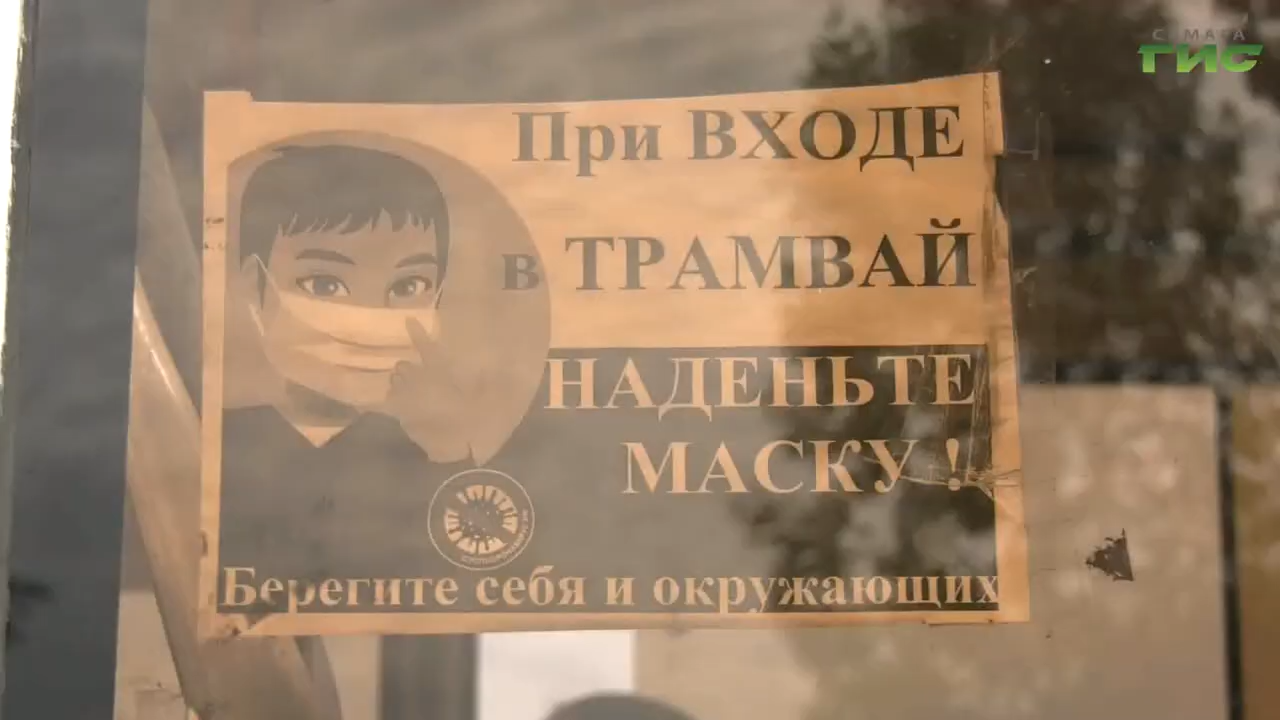 САМАРА
ГИС
При ВХОДЕ
в ТРАМВАЙ
НАДЕНЬТЕ
МАСКУ !
Берегите себя и окружающих